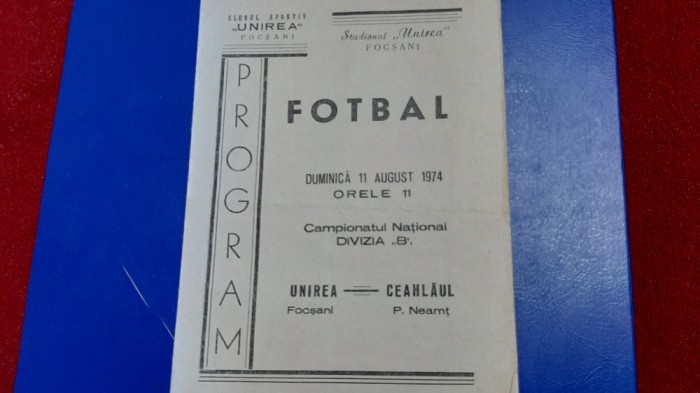 CLUBUL SPORTIV
„UNIREA"
FOCȘANI
Stadionul „Unirea"
FOCȘANI
PROGRAM
FOTBAL
DUMINICĂ 11 AUGUST 1974
ORELE 11
Campionatul Național
DIVIZIA „B".
UNIREA — CEAHLĂUL
Focșani P. Neamț